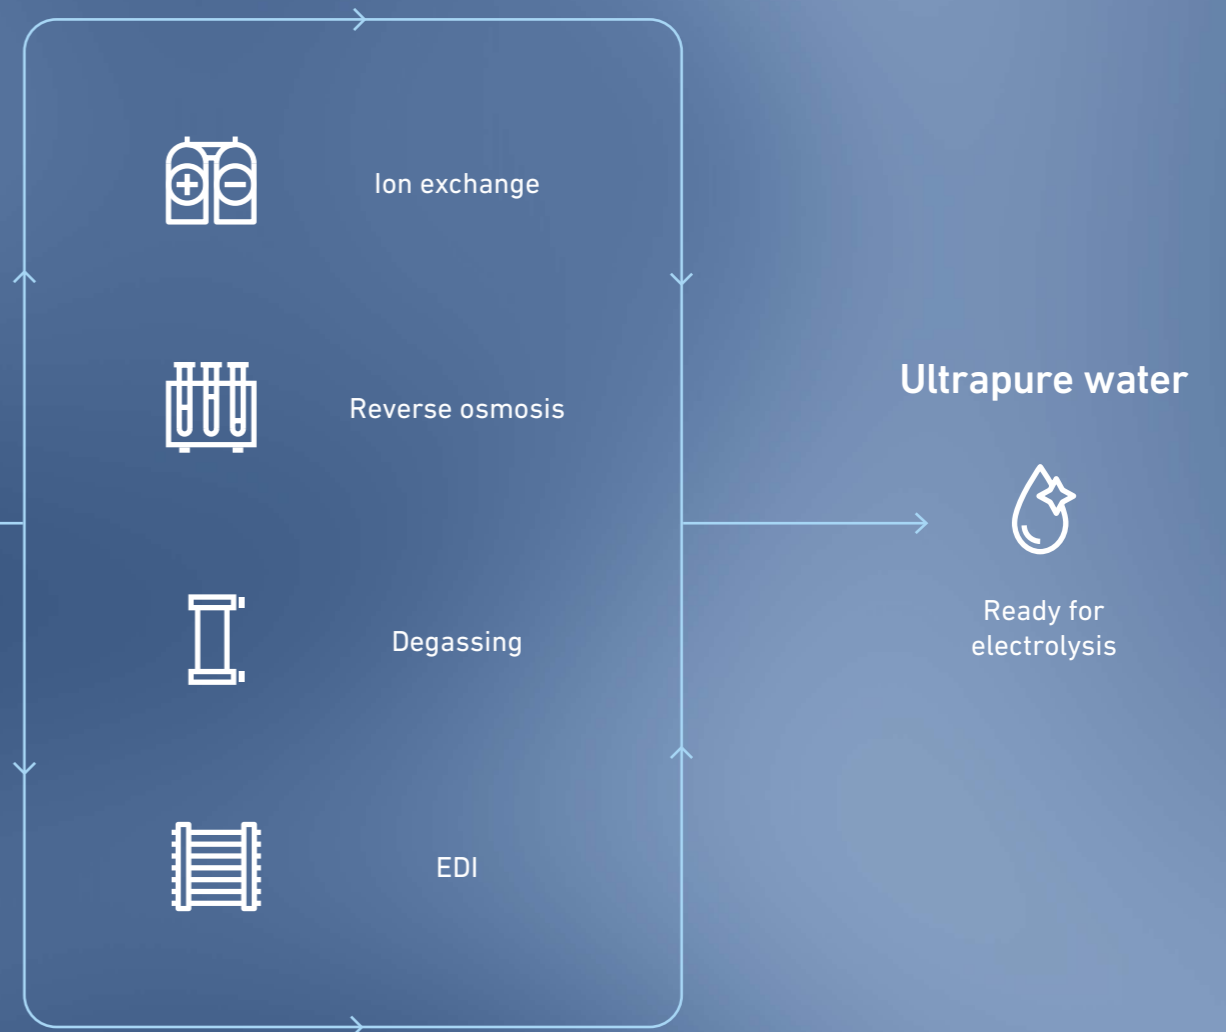 Ion exchange
Reverse osmosis
Degassing
EDI
Ultrapure water
Ready for
electrolysis